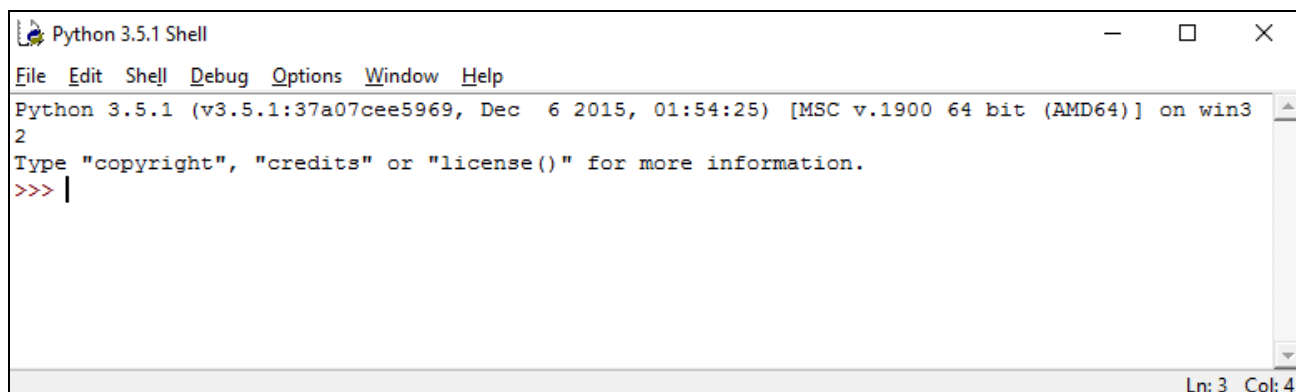 Python 3.5.1 Shell
File Edit Shell Debug Options Window Help
Python 3.5.1 (v3.5.1:37a07cee5969, Dec  6 2015, 01:54:25) [MSC v.1900 64 bit (AMD64)] on win3
2
Type "copyright", "credits" or "license()" for more information.
>>>
Ln: 3 Col: 4